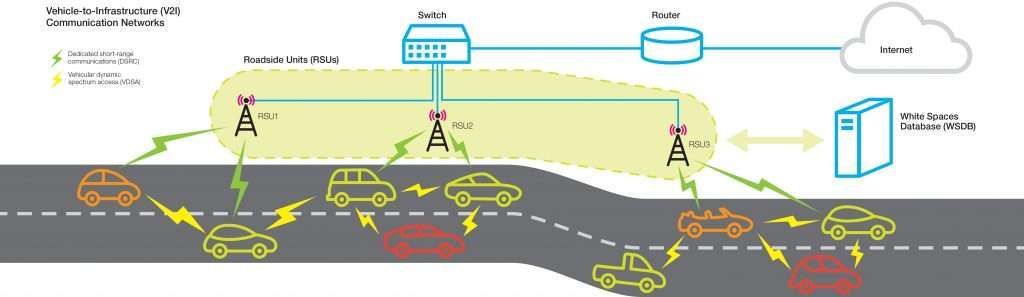 Vehicle-to-Infrastructure (V2I)
Communication Networks
Dedicated short-range
communications (DSRC)
Vehicular dynamic
spectrum access (VDSA)
Switch
Router
Internet
Roadside Units (RSUs)
RSU1
RSU2
RSU3
White Spaces
Database (WSDB)